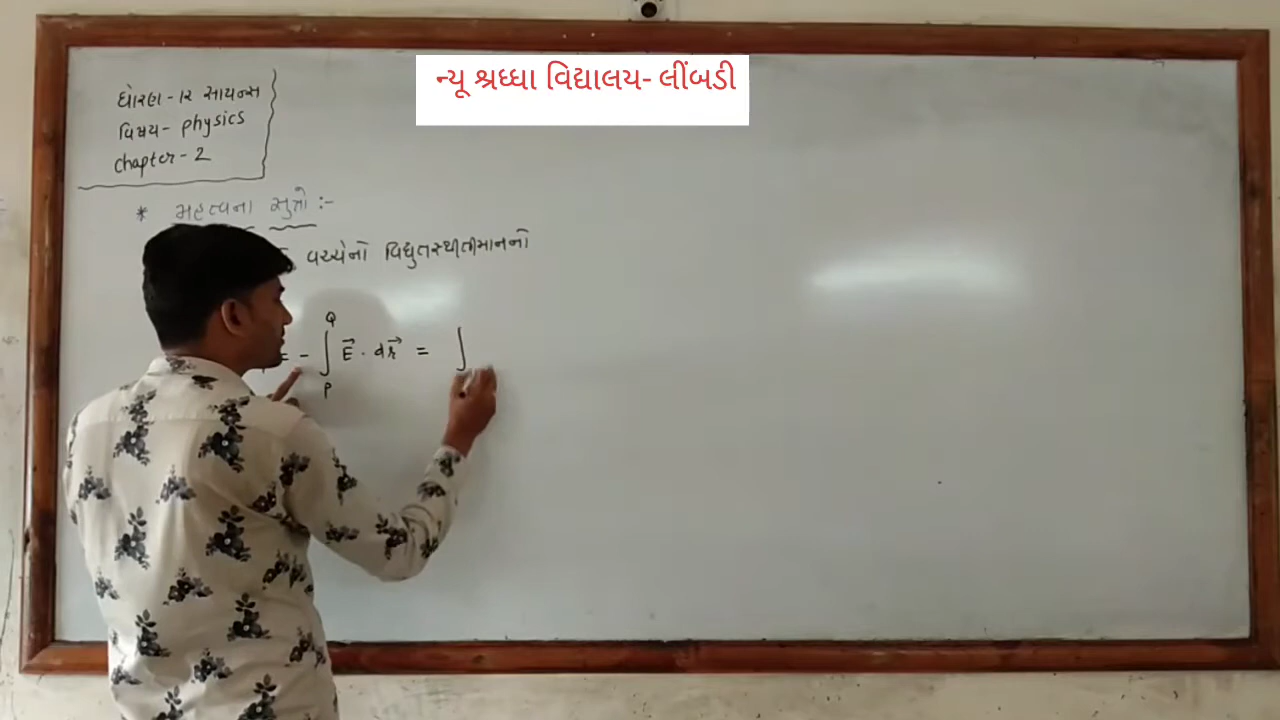 ન્યૂ શ્રધ્ધા વિદ્યાલય- લીંબડી
ધોરણ - ૧૨ સાયન્સ
વિષય - physics
Chapter - 2
* મહત્વના સુત્રો :-
વચ્ચેનો વિદ્યુતસ્થીતીમાનનો
= - ∫ E⃗ · dr⃗ = ∫
Q
P